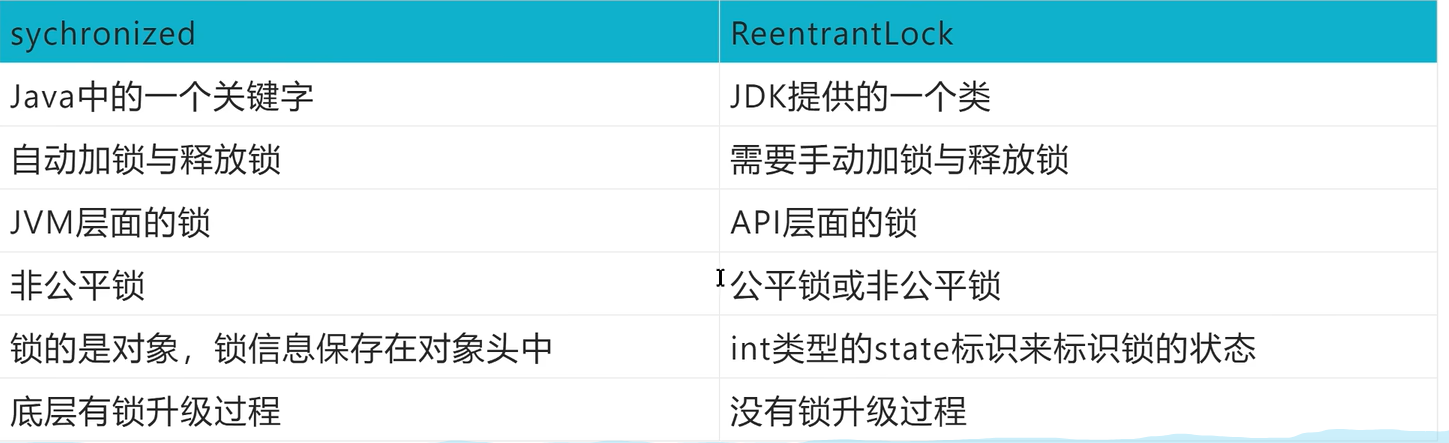 sychronized
ReentrantLock
Java中的一个关键字
JDK提供的一个类
自动加锁与释放锁
需要手动加锁与释放锁
JVM层面的锁
API层面的锁
非公平锁
公平锁或非公平锁
锁的是对象，锁信息保存在对象头中
int类型的state标识来标识锁的状态
底层有锁升级过程
没有锁升级过程